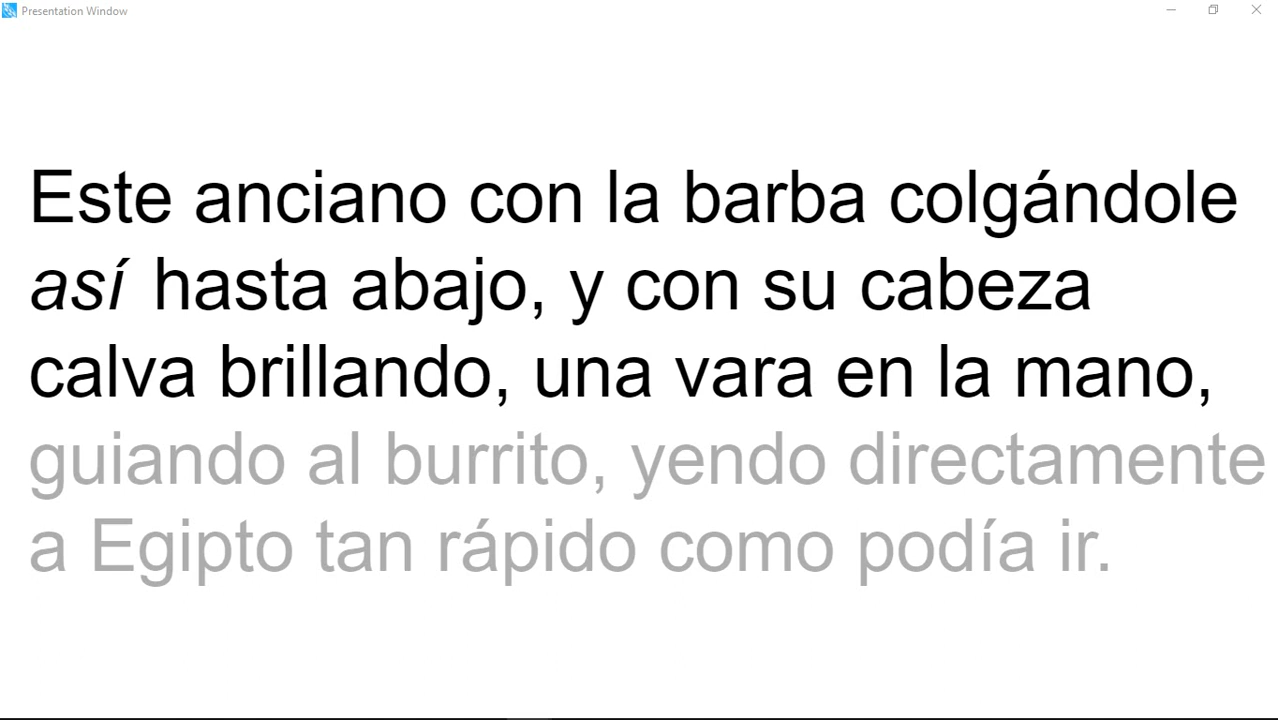 Presentation Window
Este anciano con la barba colgándole
así hasta abajo, y con su cabeza
calva brillando, una vara en la mano,
guiando al burrito, yendo directamente
a Egipto tan rápido como podía ir.